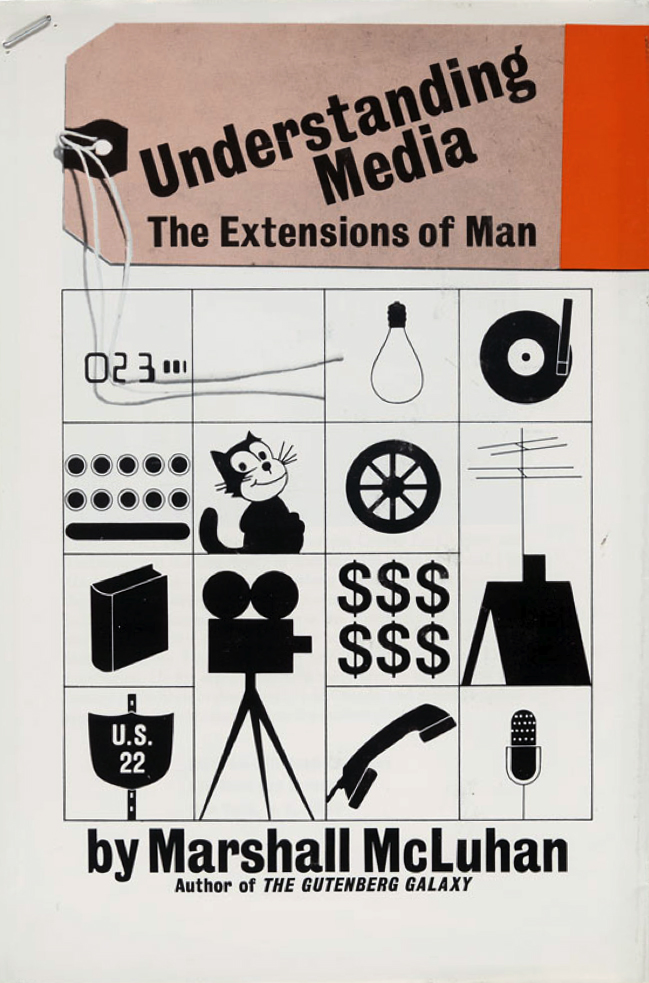 Understanding
Media
The Extensions of Man
023
$$$
$$$
U.S.
22
by Marshall McLuhan
Author of THE GUTENBERG GALAXY